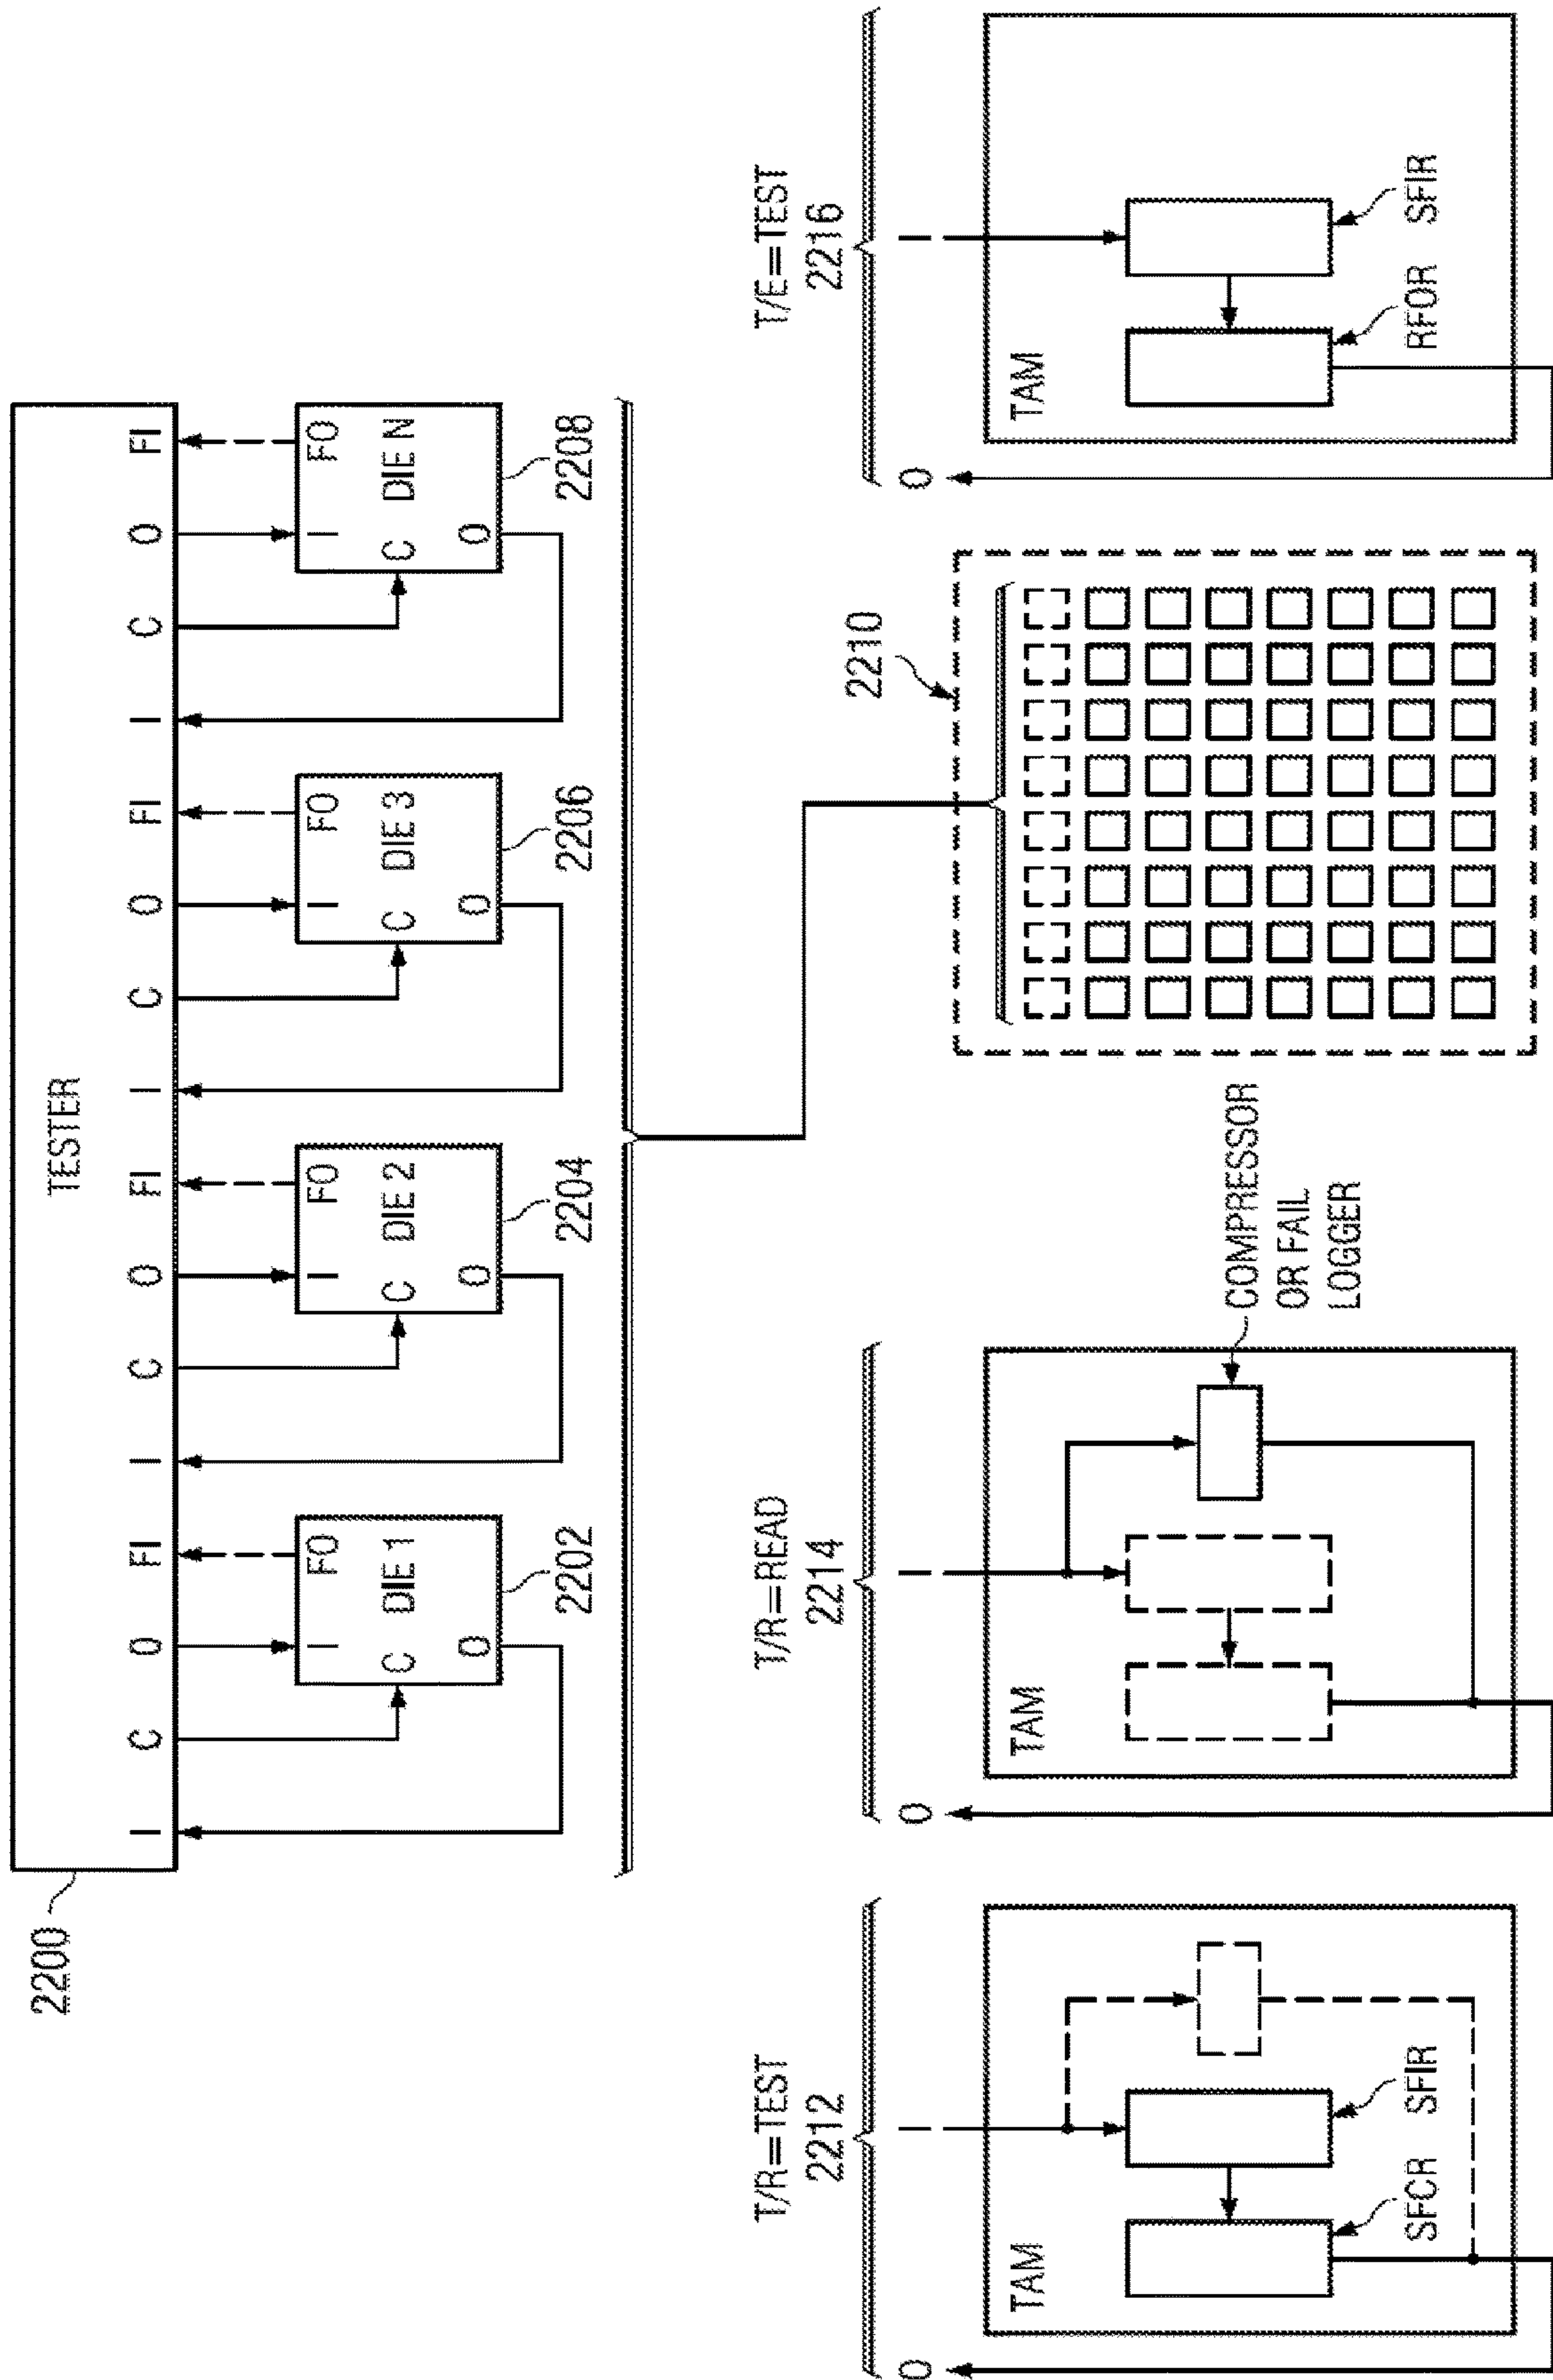 2200
TESTER
I C O FI I C O FI I C O FI I C O FI
I FO
C DIE 1
O
2202
I FO
C DIE 2
O
2204
I FO
C DIE 3
O
2206
I FO
C DIE N
O
2208
T/R=TEST
2212
O
TAM
SFCR SFIR
T/R=READ
2214
O
TAM
COMPRESSOR
OR FAIL
LOGGER
2210
T/E=TEST
2216
O
TAM
RFOR SFIR